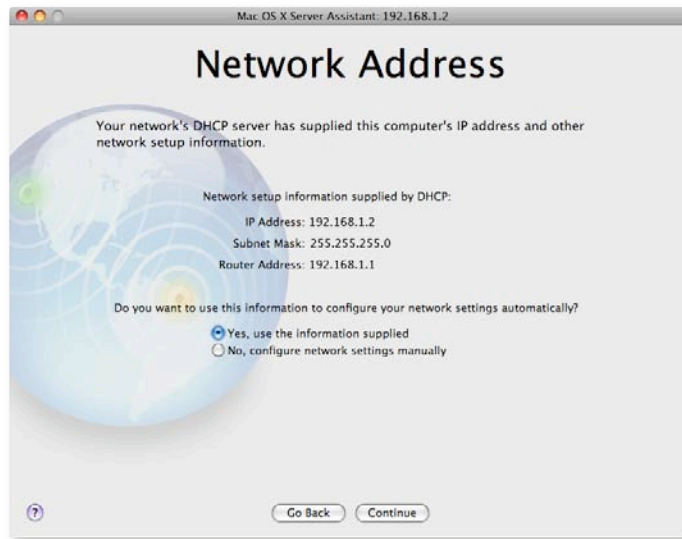 Mac OS X Server Assistant: 192.168.1.2
Network Address
Your network's DHCP server has supplied this computer's IP address and other
network setup information.
Network setup information supplied by DHCP:
IP Address: 192.168.1.2
Subnet Mask: 255.255.255.0
Router Address: 192.168.1.1
Do you want to use this information to configure your network settings automatically?
Yes, use the information supplied
No, configure network settings manually
?
Go Back
Continue